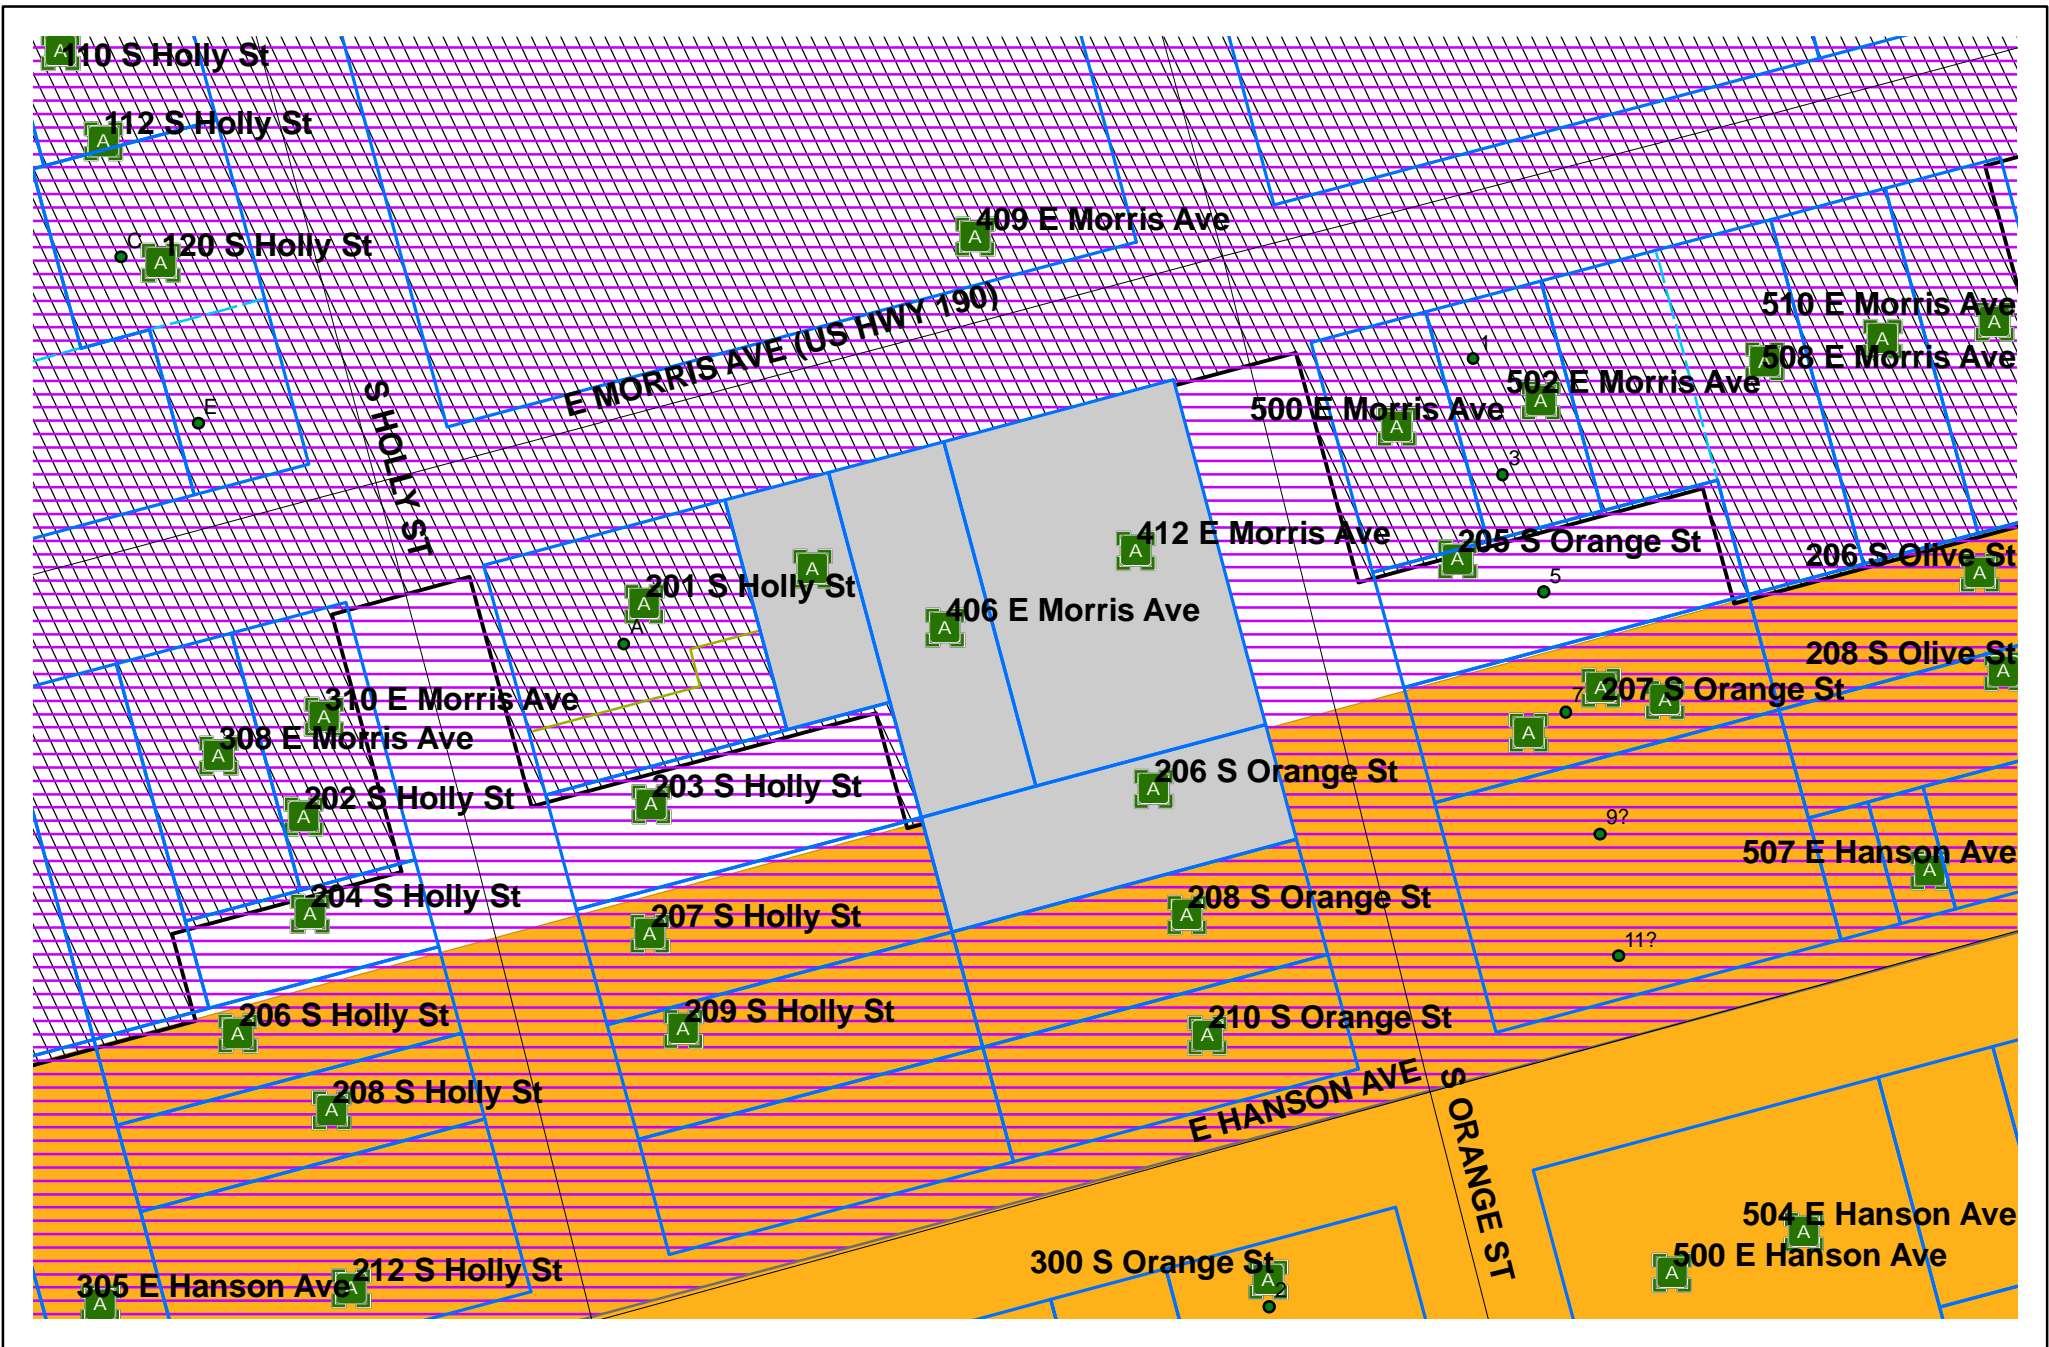 110 S Holly St
112 S Holly St
409 E Morris Ave
C
120 S Holly St
E MORRIS AVE (US HWY 190)
510 E Morris Ave
1
508 E Morris Ave
502 E Morris Ave
E
500 E Morris Ave
S HOLLY ST
3
412 E Morris Ave
205 S Orange St
206 S Olive St
201 S Holly St
5
406 E Morris Ave
A
208 S Olive St
310 E Morris Ave
7
207 S Orange St
308 E Morris Ave
206 S Orange St
203 S Holly St
202 S Holly St
9?
507 E Hanson Ave
204 S Holly St
208 S Orange St
207 S Holly St
11?
206 S Holly St
209 S Holly St
210 S Orange St
208 S Holly St
E HANSON AVE
S ORANGE ST
504 E Hanson Ave
500 E Hanson Ave
300 S Orange St
212 S Holly St
305 E Hanson Ave
2